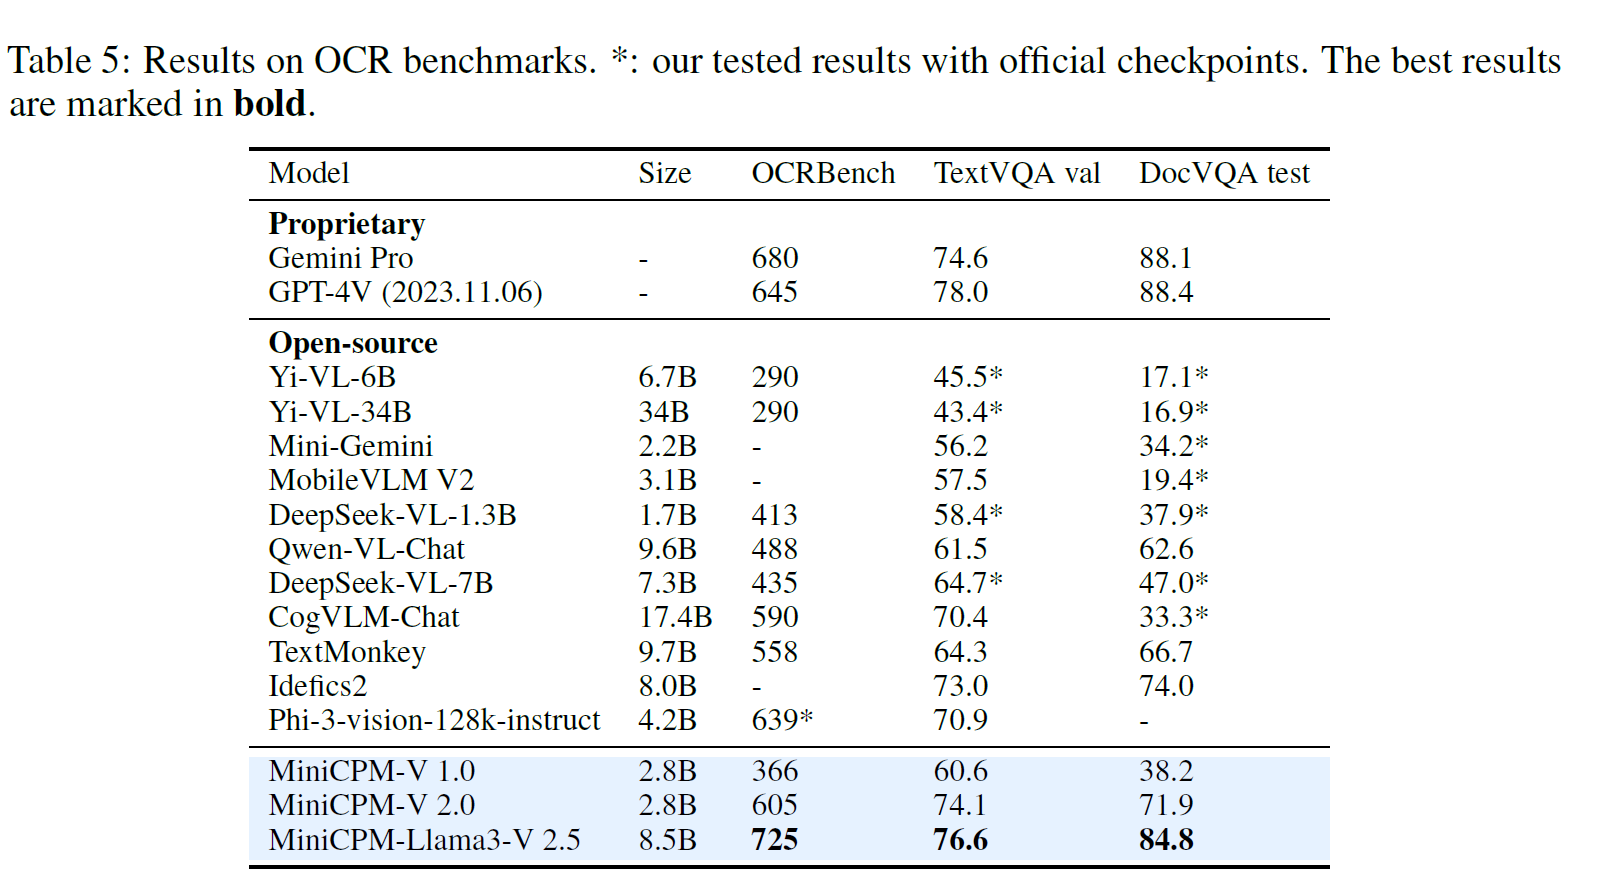 Table 5: Results on OCR benchmarks. *: our tested results with official checkpoints. The best results
are marked in bold.
Model Size OCRBench TextVQA val DocVQA test
Proprietary
Gemini Pro - 680 74.6 88.1
GPT-4V (2023.11.06) - 645 78.0 88.4
Open-source
Yi-VL-6B 6.7B 290 45.5* 17.1*
Yi-VL-34B 34B 290 43.4* 16.9*
Mini-Gemini 2.2B - 56.2 34.2*
MobileVLM V2 3.1B - 57.5 19.4*
DeepSeek-VL-1.3B 1.7B 413 58.4* 37.9*
Qwen-VL-Chat 9.6B 488 61.5 62.6
DeepSeek-VL-7B 7.3B 435 64.7* 47.0*
CogVLM-Chat 17.4B 590 70.4 33.3*
TextMonkey 9.7B 558 64.3 66.7
Idefics2 8.0B - 73.0 74.0
Phi-3-vision-128k-instruct 4.2B 639* 70.9 -
MiniCPM-V 1.0 2.8B 366 60.6 38.2
MiniCPM-V 2.0 2.8B 605 74.1 71.9
MiniCPM-Llama3-V 2.5 8.5B 725 76.6 84.8